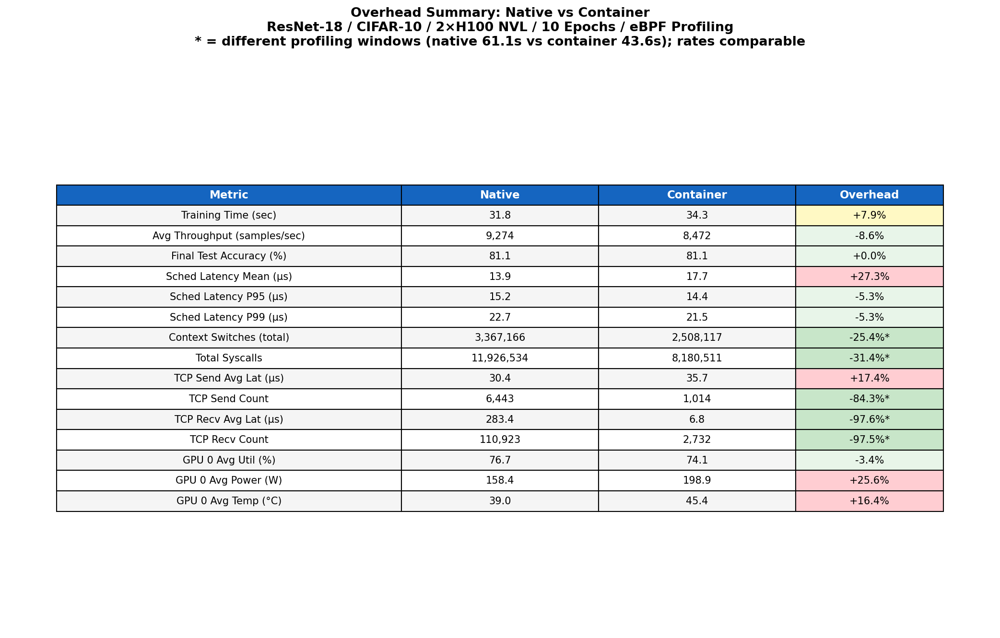 Overhead Summary: Native vs Container
ResNet-18 / CIFAR-10 / 2×H100 NVL / 10 Epochs / eBPF Profiling
* = different profiling windows (native 61.1s vs container 43.6s); rates comparable
Metric Native Container Overhead
Training Time (sec) 31.8 34.3 +7.9%
Avg Throughput (samples/sec) 9,274 8,472 -8.6%
Final Test Accuracy (%) 81.1 81.1 +0.0%
Sched Latency Mean (μs) 13.9 17.7 +27.3%
Sched Latency P95 (μs) 15.2 14.4 -5.3%
Sched Latency P99 (μs) 22.7 21.5 -5.3%
Context Switches (total) 3,367,166 2,508,117 -25.4%*
Total Syscalls 11,926,534 8,180,511 -31.4%*
TCP Send Avg Lat (μs) 30.4 35.7 +17.4%
TCP Send Count 6,443 1,014 -84.3%*
TCP Recv Avg Lat (μs) 283.4 6.8 -97.6%*
TCP Recv Count 110,923 2,732 -97.5%*
GPU 0 Avg Util (%) 76.7 74.1 -3.4%
GPU 0 Avg Power (W) 158.4 198.9 +25.6%
GPU 0 Avg Temp (°C) 39.0 45.4 +16.4%